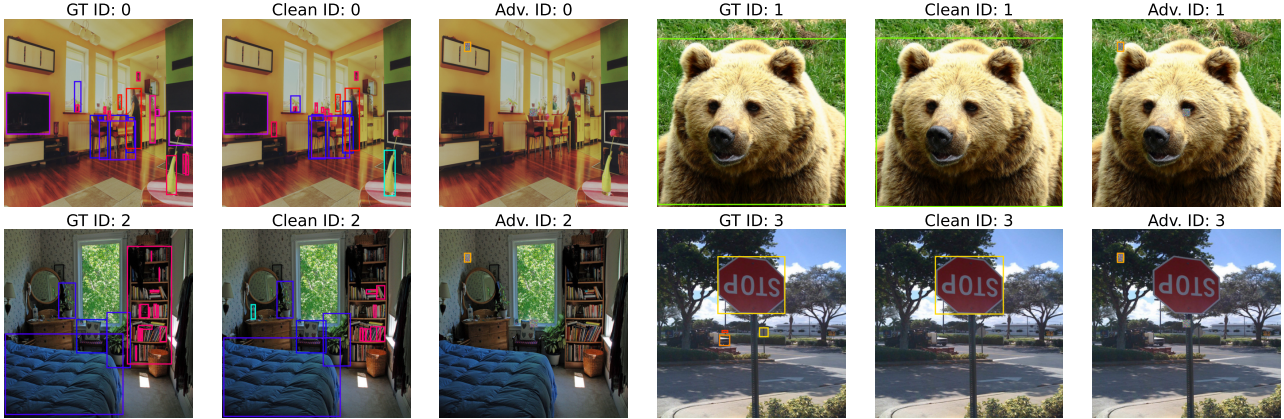 GT ID: 0
Clean ID: 0
Adv. ID: 0
GT ID: 1
Clean ID: 1
Adv. ID: 1
GT ID: 2
Clean ID: 2
Adv. ID: 2
GT ID: 3
Clean ID: 3
Adv. ID: 3
STOP
STOP
STOP